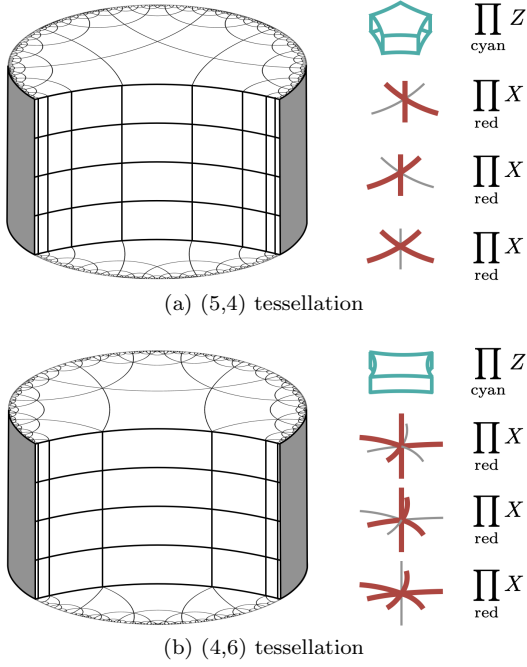 ∏ Z
cyan
∏ X
red
∏ X
red
∏ X
red
(a) (5,4) tessellation
∏ Z
cyan
∏ X
red
∏ X
red
∏ X
red
(b) (4,6) tessellation